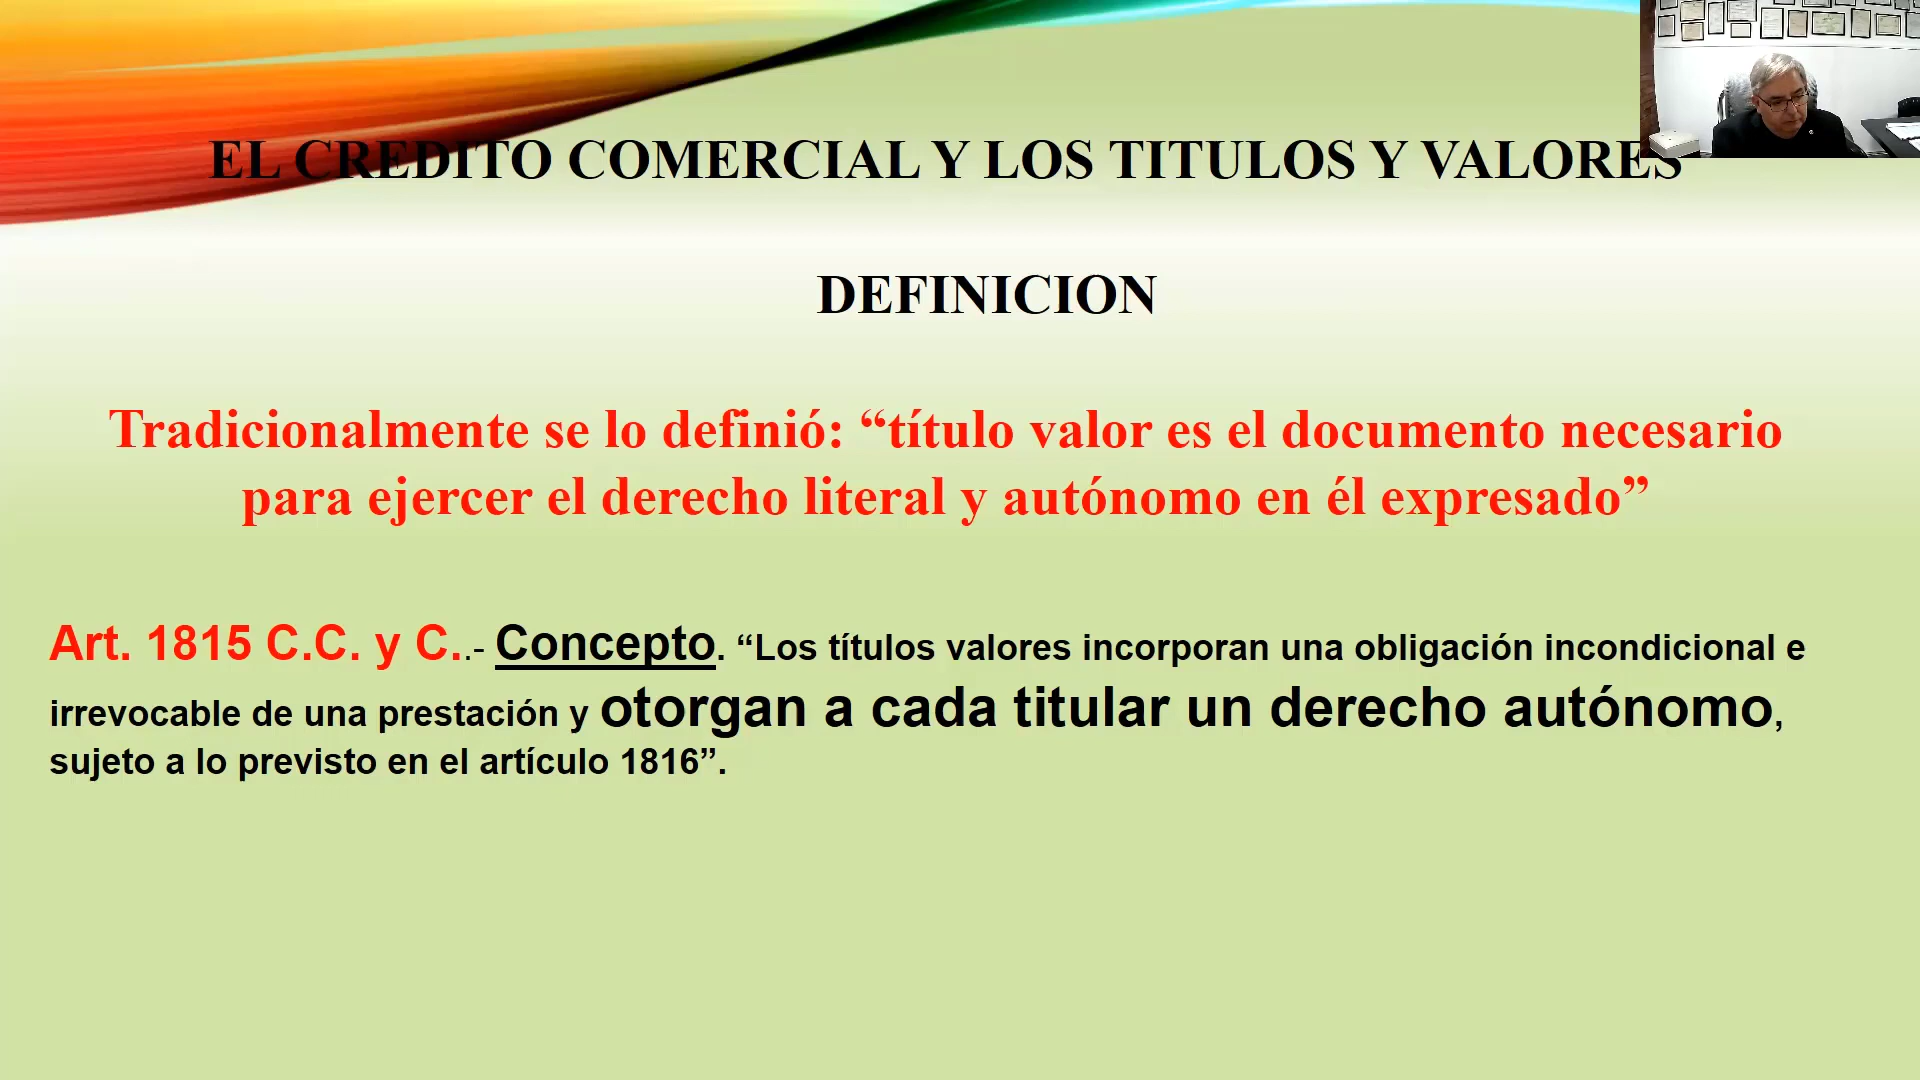 EL CREDITO COMERCIAL Y LOS TITULOS Y VALORES
DEFINICION
Tradicionalmente se lo definió: “título valor es el documento necesario
para ejercer el derecho literal y autónomo en él expresado”
Art. 1815 C.C. y C..- Concepto. “Los títulos valores incorporan una obligación incondicional e
irrevocable de una prestación y otorgan a cada titular un derecho autónomo,
sujeto a lo previsto en el artículo 1816”.